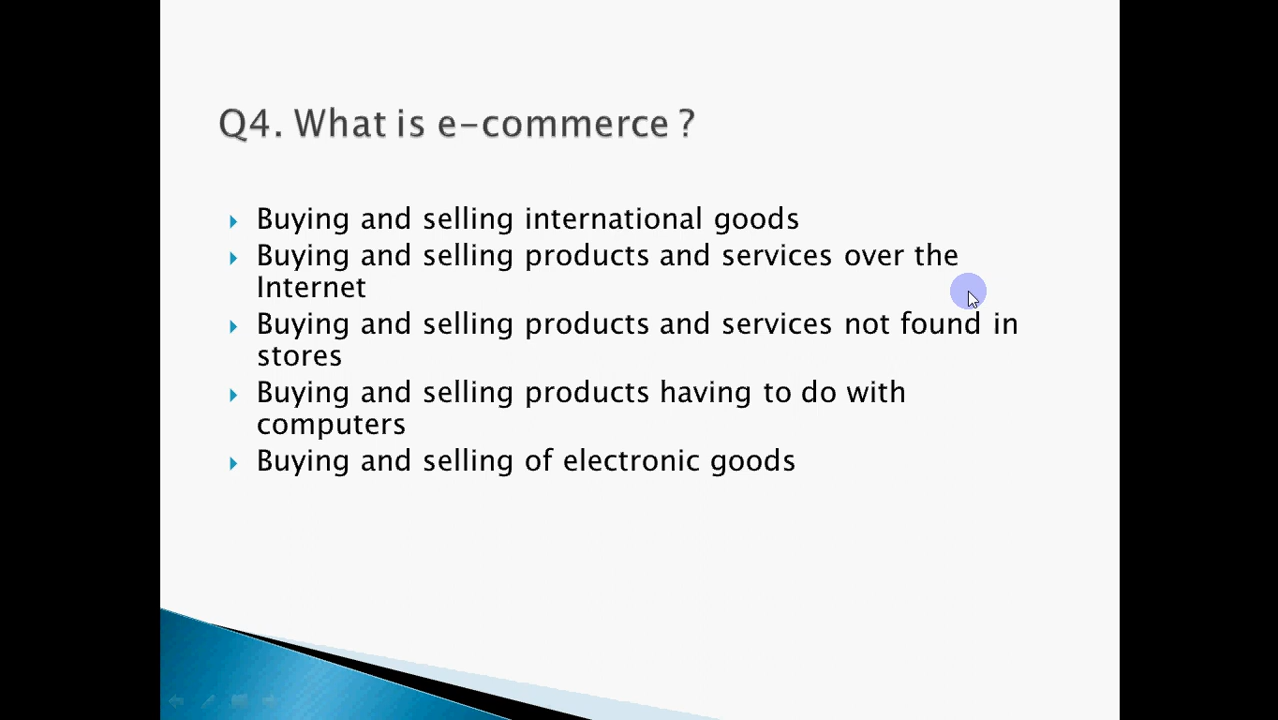 Q4. What is e-commerce ?
Buying and selling international goods
Buying and selling products and services over the
Internet
Buying and selling products and services not found in
stores
Buying and selling products having to do with
computers
Buying and selling of electronic goods